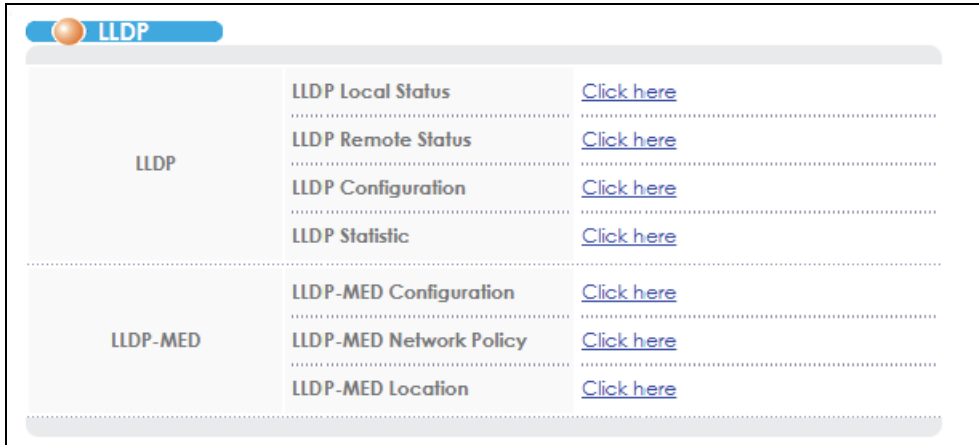 LLDP
LLDP
LLDP Local Status Click here
LLDP Remote Status Click here
LLDP Configuration Click here
LLDP Statistic Click here
LLDP-MED
LLDP-MED Configuration Click here
LLDP-MED Network Policy Click here
LLDP-MED Location Click here